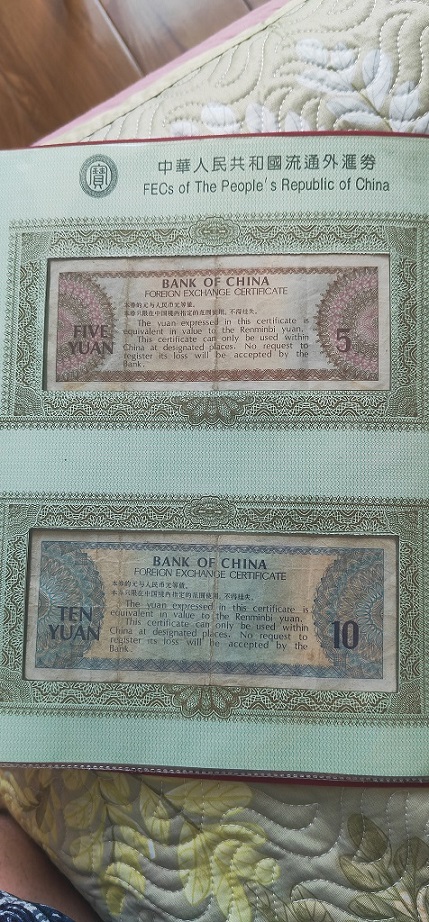 寶
中華人民共和國流通外滙券
FECs of The People's Republic of China
BANK OF CHINA
FOREIGN EXCHANGE CERTIFICATE
本券的元与人民币元等值。
本券只限在中国境内指定的范围使用，不得挂失。
The yuan expressed in this certificate is
equivalent in value to the Renminbi yuan.
This certificate can only be used within
China at designated places. No request to
register its loss will be accepted by the
Bank.
FIVE
YUAN
5
BANK OF CHINA
FOREIGN EXCHANGE CERTIFICATE
本券的元与人民币元等值。
本券只限在中国境内指定的范围使用，不得挂失。
The yuan expressed in this certificate is
equivalent in value to the Renminbi yuan.
This certificate can only be used within
China at designated places. No request to
register its loss will be accepted by the
Bank.
TEN
YUAN
10